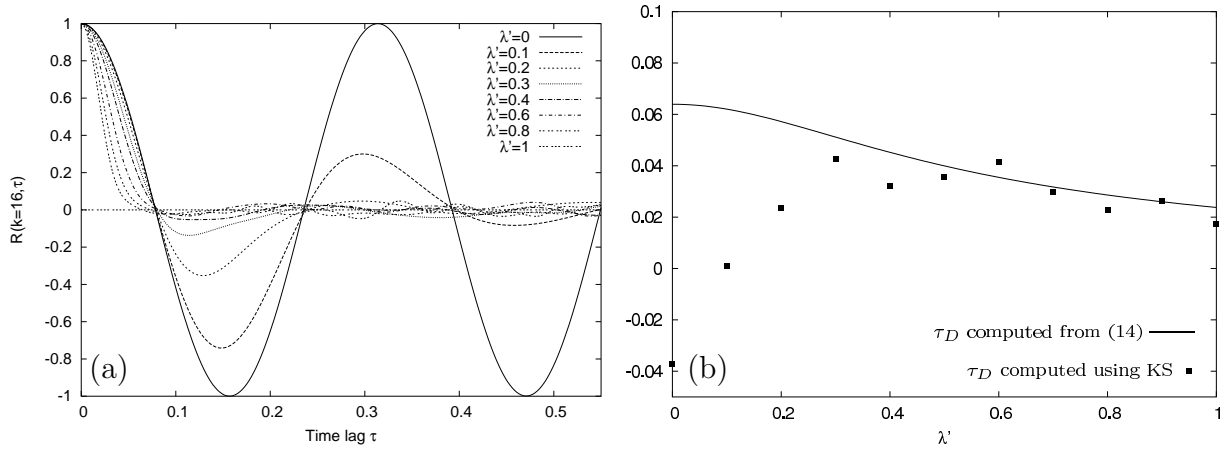 1
0.8
0.6
0.4
0.2
0
-0.2
-0.4
-0.6
-0.8
-1
R(k=16,τ)
0
0.1
0.2
0.3
0.4
0.5
Time lag τ
λ'=0
λ'=0.1
λ'=0.2
λ'=0.3
λ'=0.4
λ'=0.6
λ'=0.8
λ'=1
(a)
0.1
0.08
0.06
0.04
0.02
0
-0.02
-0.04
0
0.2
0.4
0.6
0.8
1
λ'
τ_D computed from (14)
τ_D computed using KS
(b)